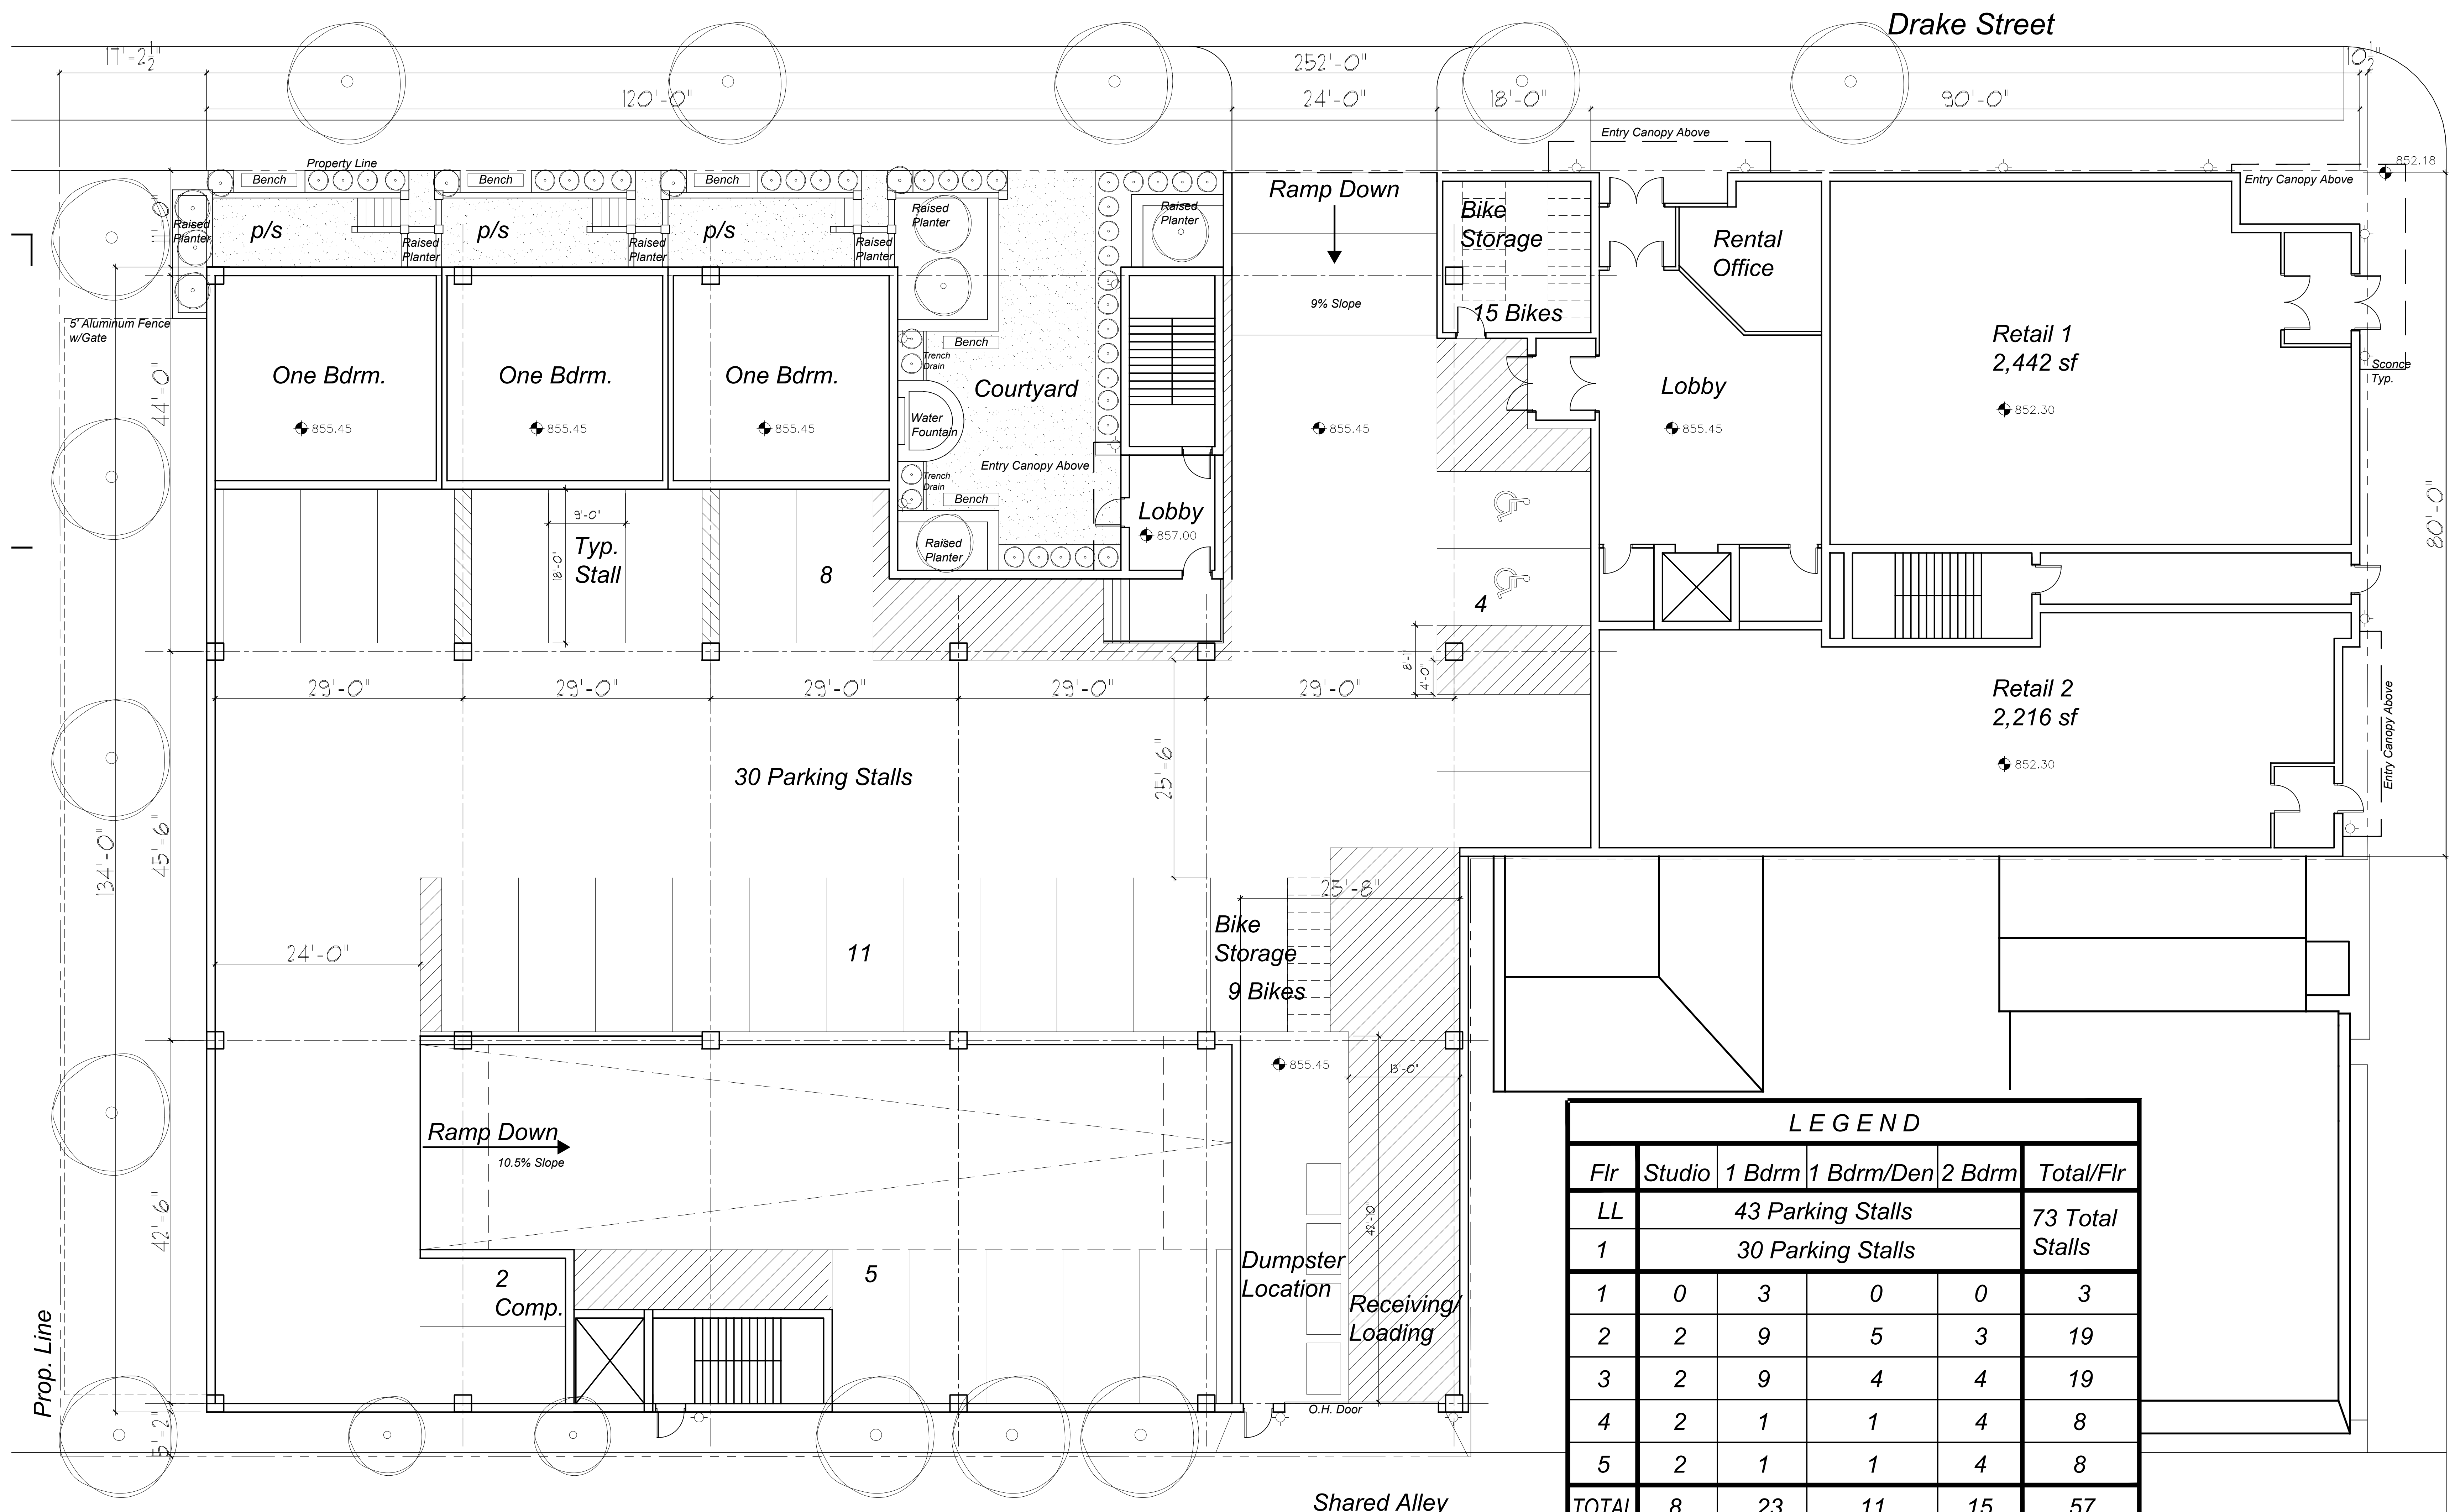 Drake Street
17'-2 1/2"
252'-0"
10 1/2"
120'-0"
24'-0"
18'-0"
90'-0"
Entry Canopy Above
Property Line
852.18
Bench
Bench
Bench
Entry Canopy Above
Ramp Down
Raised
Planter
Raised
Planter
Raised
Planter
11'-0"
p/s
p/s
p/s
Bike
Storage
Rental
Office
Raised
Planter
Raised
Planter
Raised
Planter
9% Slope
15 Bikes
5' Aluminum Fence
w/Gate
Retail 1
2,442 sf
Bench
Trench
Drain
Sconce
Typ.
One Bdrm.
One Bdrm.
One Bdrm.
Courtyard
Lobby
44'-0"
852.30
Water
Fountain
855.45
855.45
855.45
855.45
855.45
Entry Canopy Above
Trench
Drain
Bench
80'-0"
9'-0"
Lobby
857.00
Typ.
Stall
18'-0"
Raised
Planter
8
4
8'-1"
4'-0"
29'-0"
29'-0"
29'-0"
29'-0"
29'-0"
Retail 2
2,216 sf
Entry Canopy Above
25'-6"
30 Parking Stalls
852.30
134'-0"
45'-6"
25'-8"
Bike
Storage
24'-0"
11
9 Bikes
855.45
13'-0"
Ramp Down
10.5% Slope
42'-6"
42'-10"
2
Comp.
5
Dumpster
Location
Receiving/
Loading
Prop. Line
O.H. Door
5'-2"
Shared Alley
LEGEND
Flr Studio 1 Bdrm 1 Bdrm/Den 2 Bdrm Total/Flr
LL 43 Parking Stalls 73 Total
1 30 Parking Stalls Stalls
1 0 3 0 0 3
2 2 9 5 3 19
3 2 9 4 4 19
4 2 1 1 4 8
5 2 1 1 4 8
TOTAL 8 23 11 15 57